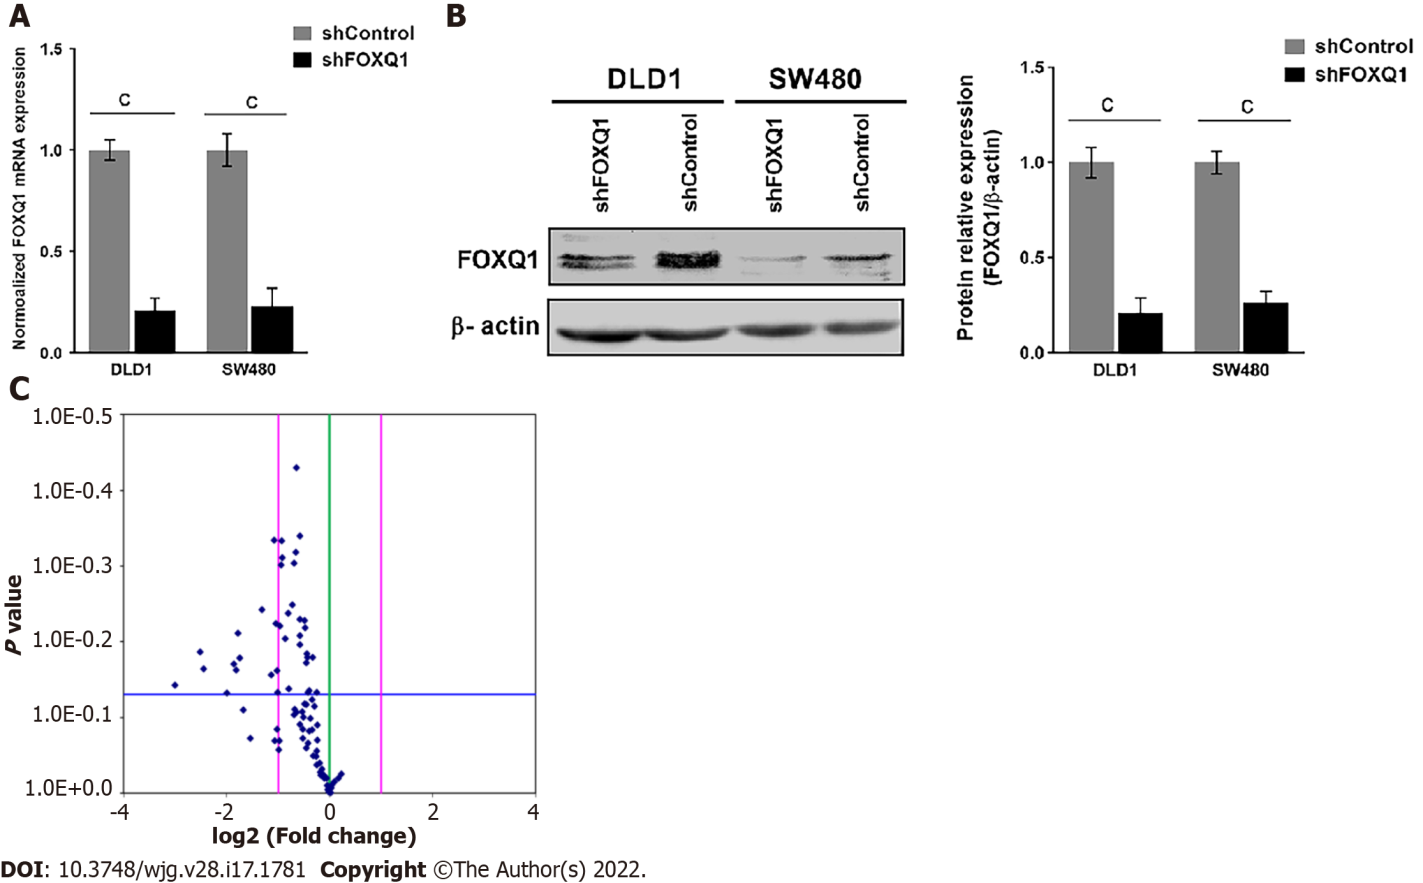 A
shControl
shFOXQ1
Normoalized FOXQ1 mRNA expression
1.5
1.0
0.5
0.0
C
C
DLD1
SW480
B
DLD1
SW480
shFOXQ1
shControl
shFOXQ1
shControl
FOXQ1
β- actin
shControl
shFOXQ1
Protein relative expression
(FOXQ1/β-actin)
1.5
1.0
0.5
0.0
C
C
DLD1
SW480
C
P value
1.0E-0.5
1.0E-0.4
1.0E-0.3
1.0E-0.2
1.0E-0.1
1.0E+0.0
-4
-2
0
2
4
log2 (Fold change)
DOI: 10.3748/wjg.v28.i17.1781 Copyright ©The Author(s) 2022.